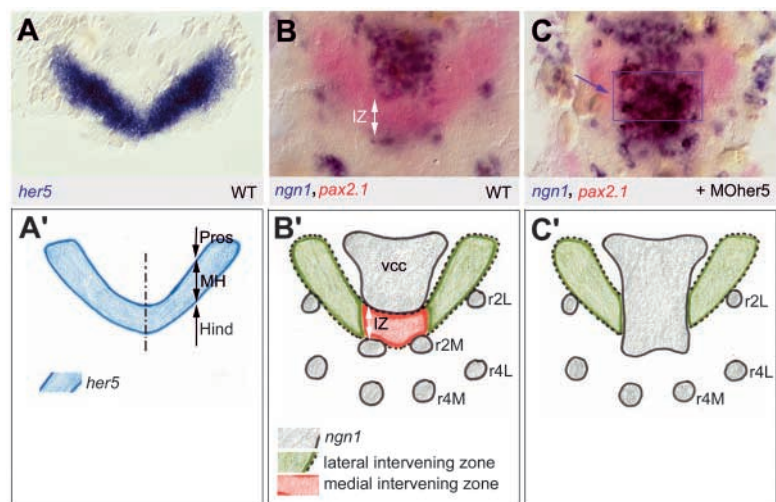 A
her5 WT
B
IZ
ngn1, pax2.1 WT
C
ngn1, pax2.1 + MOher5
A'
Pros
MH
Hind
her5
B'
vcc
IZ
r2L
r2M
r4L
r4M
ngn1
lateral intervening zone
medial intervening zone
C'
r2L
r4L
r4M